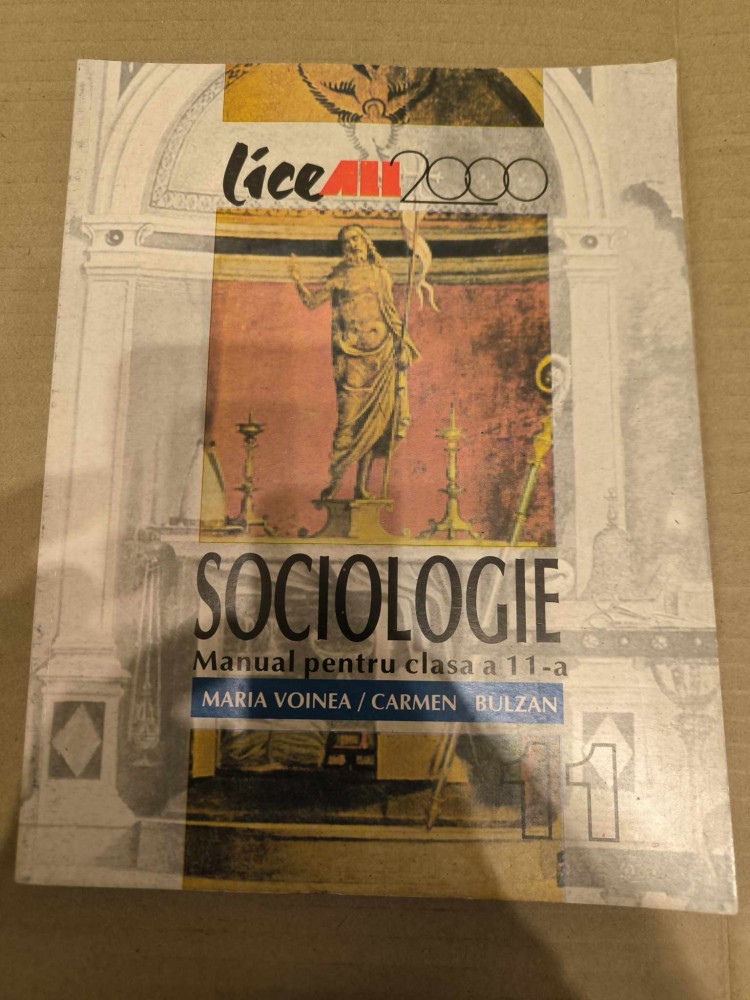 liceALL2000
SOCIOLOGIE
Manual pentru clasa a 11-a
MARIA VOINEA / CARMEN BULZAN
11